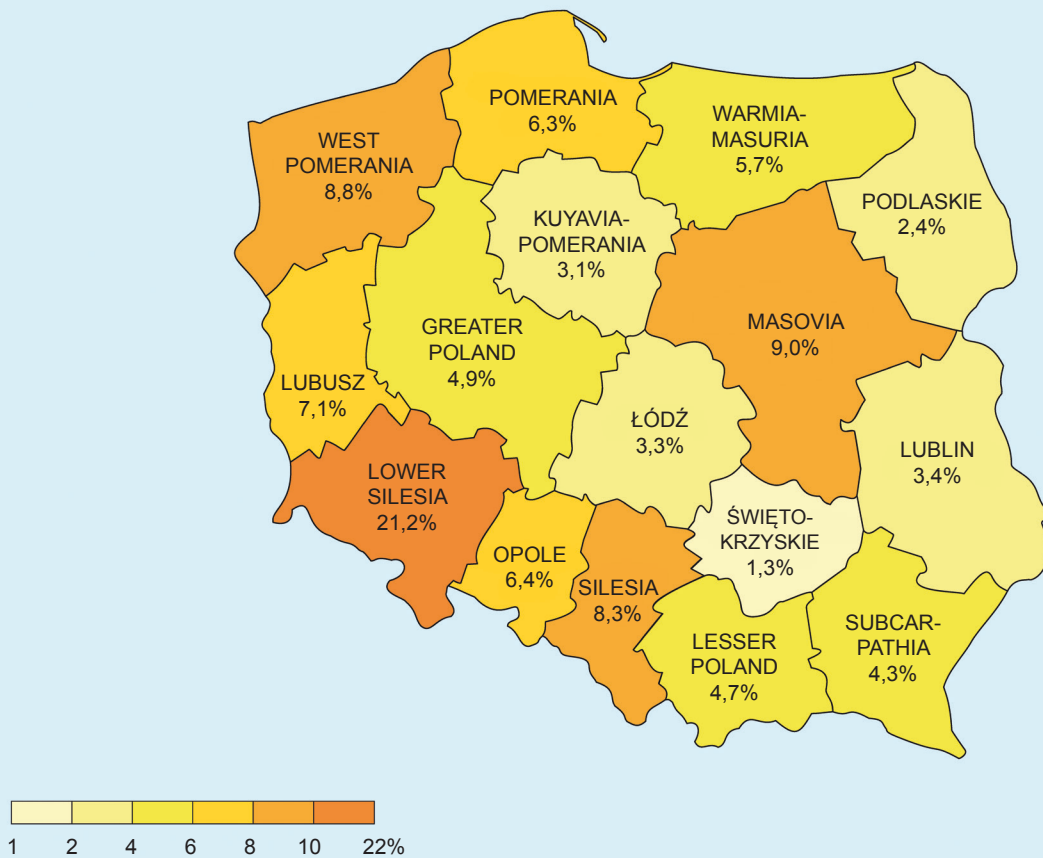 POMERANIA
6,3%
WARMIA-
MASURIA
5,7%
WEST
POMERANIA
8,8%
PODLASKIE
2,4%
KUYAVIA-
POMERANIA
3,1%
MASOVIA
9,0%
GREATER
POLAND
4,9%
LUBUSZ
7,1%
ŁÓDŹ
3,3%
LUBLIN
3,4%
LOWER
SILESIA
21,2%
ŚWIĘTO-
KRZYSKIE
1,3%
OPOLE
6,4%
SILESIA
8,3%
SUBCAR-
PATHIA
4,3%
LESSER
POLAND
4,7%
1 2 4 6 8 10 22%